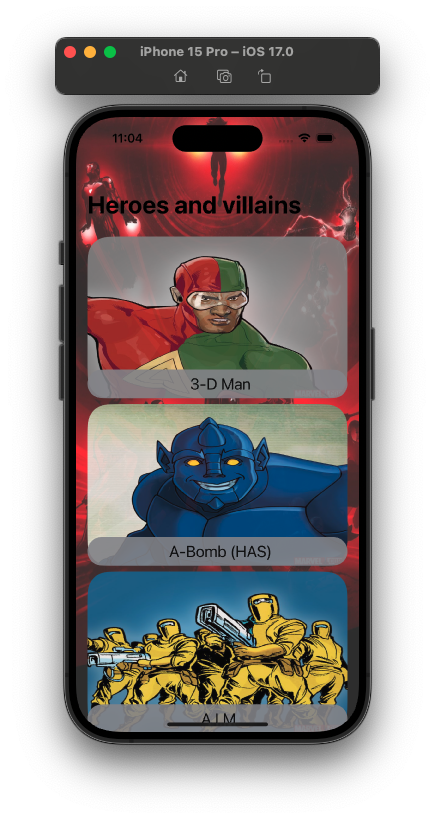 iPhone 15 Pro – iOS 17.0
11:04
Heroes and villains
3-D Man
A-Bomb (HAS)
A.I.M.